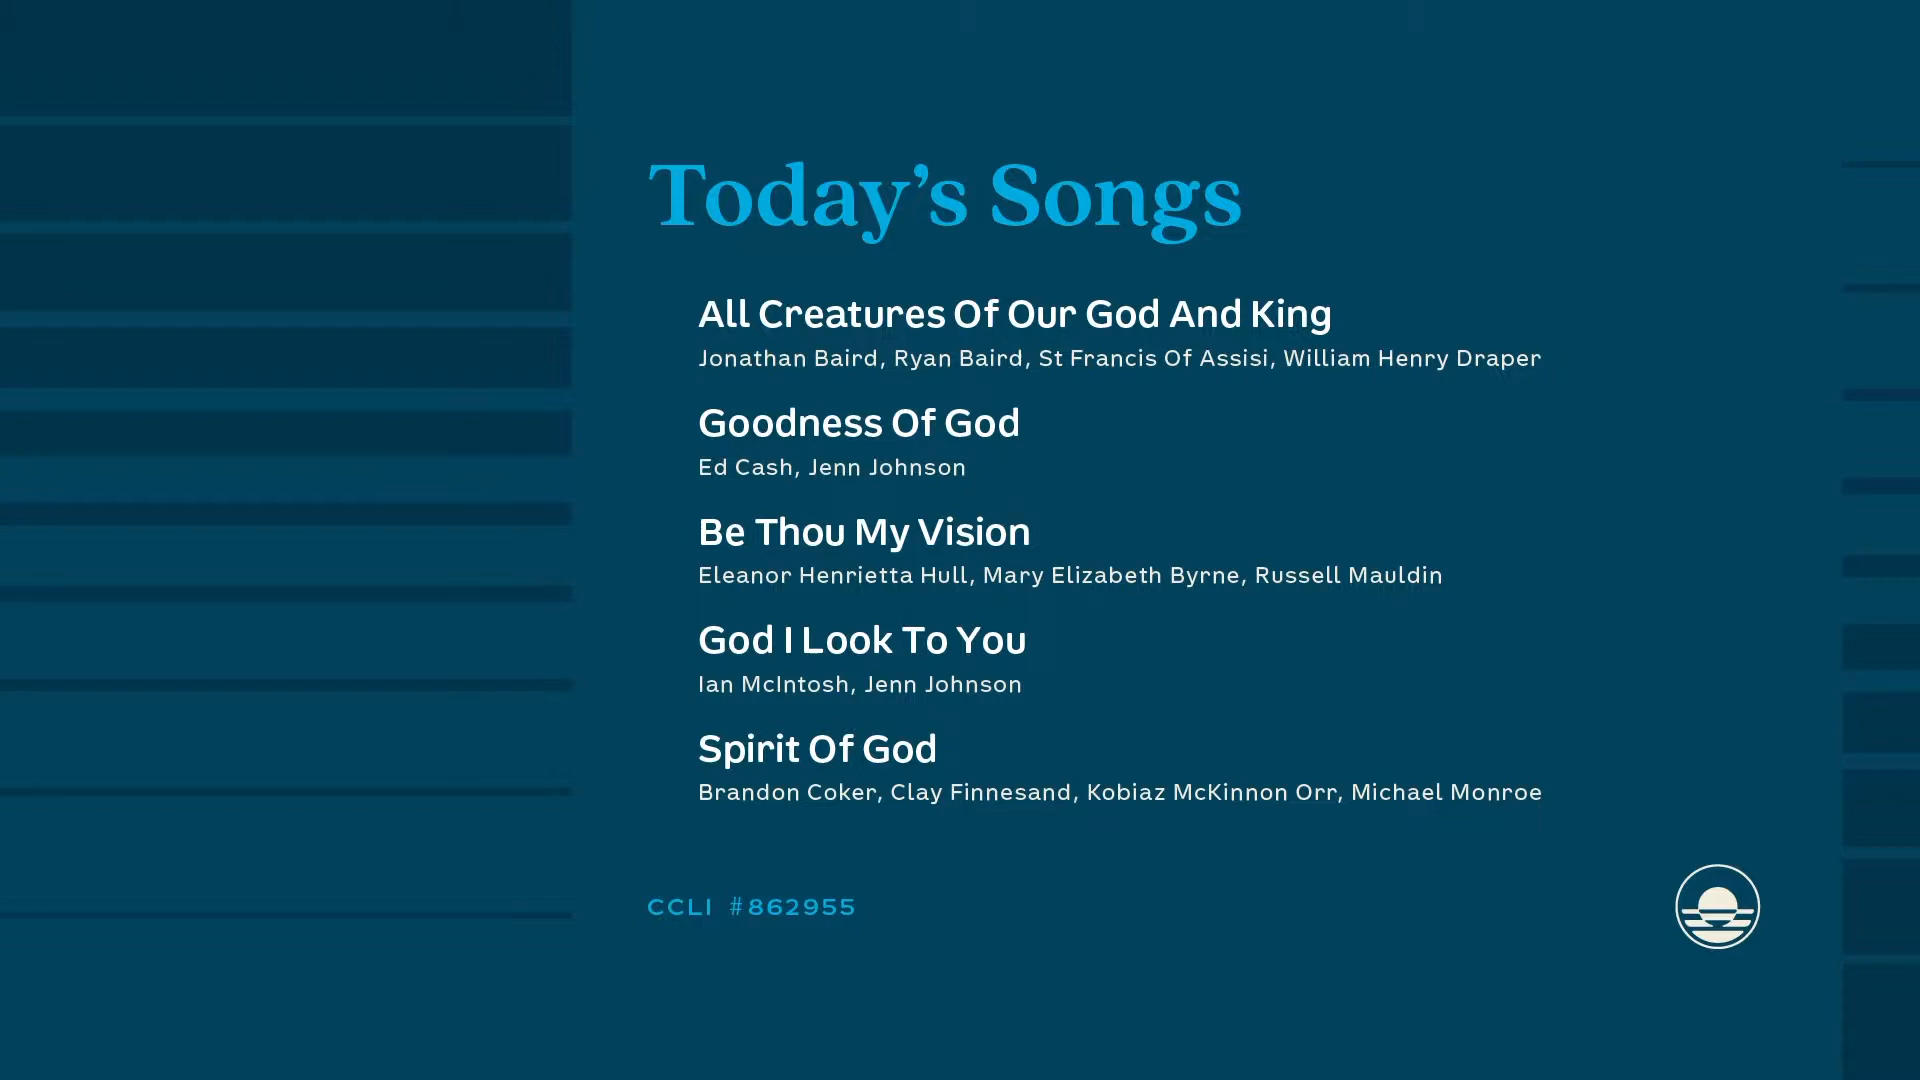 Today’s Songs
All Creatures Of Our God And King
Jonathan Baird, Ryan Baird, St Francis Of Assisi, William Henry Draper
Goodness Of God
Ed Cash, Jenn Johnson
Be Thou My Vision
Eleanor Henrietta Hull, Mary Elizabeth Byrne, Russell Mauldin
God I Look To You
Ian McIntosh, Jenn Johnson
Spirit Of God
Brandon Coker, Clay Finnesand, Kobiaz McKinnon Orr, Michael Monroe
CCLI #862955